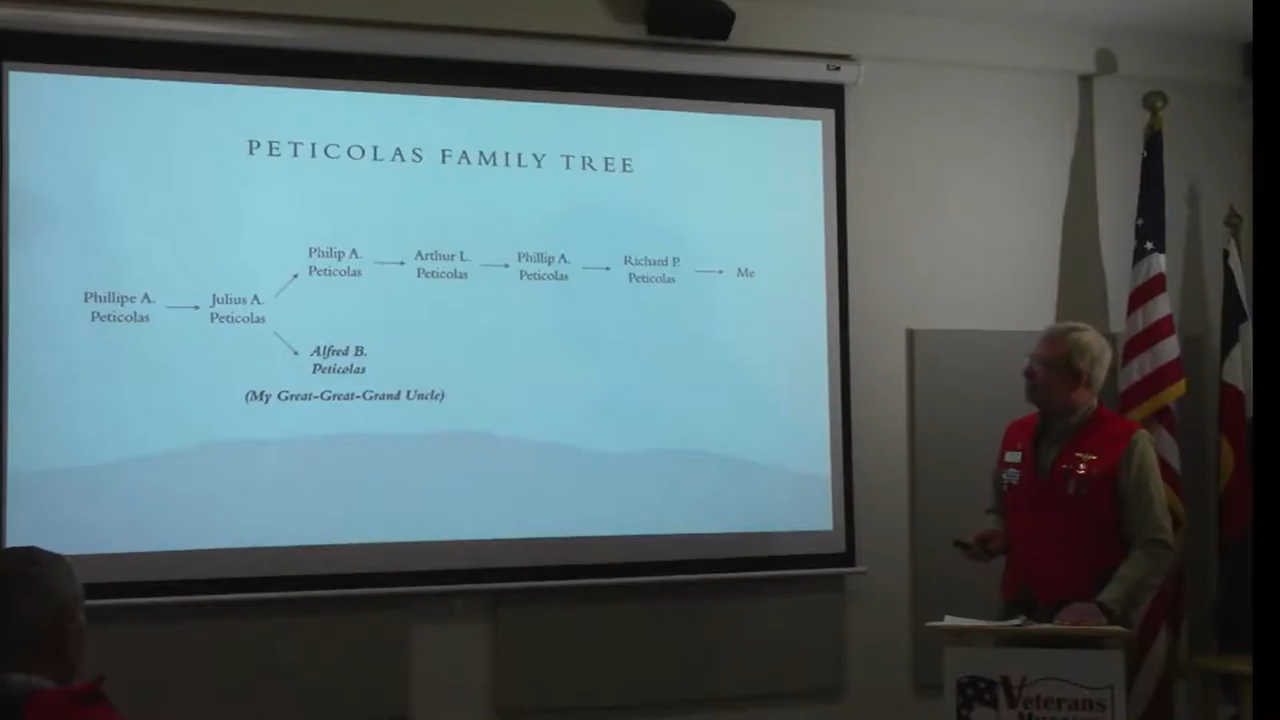 PETICOLAS FAMILY TREE
Philip A.
Peticolas
Arthur L.
Peticolas
Phillip A.
Peticolas
Richard P.
Peticolas
Me
Phillipe A.
Peticolas
Julius A.
Peticolas
Alfred B.
Peticolas
(My Great-Great-Grand Uncle)
Veterans